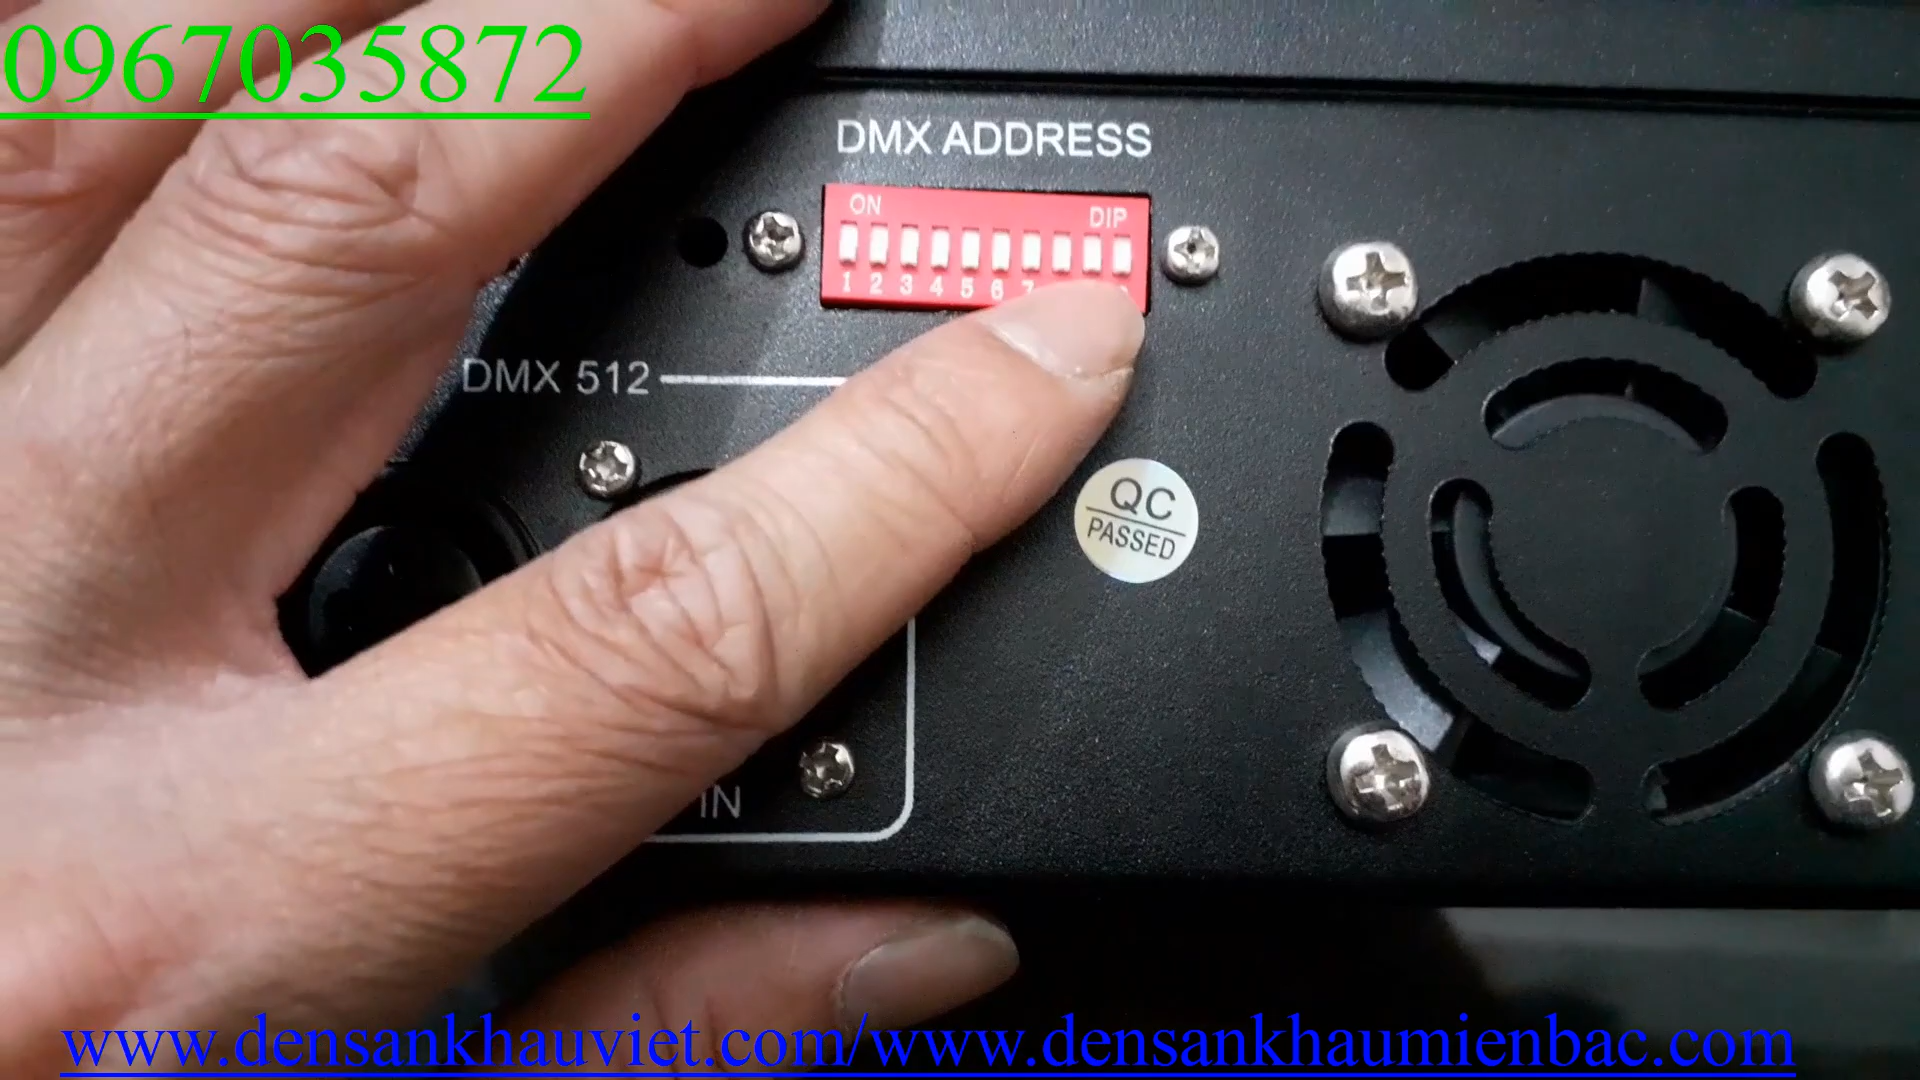 0967035872
DMX ADDRESS
ON DIP
1 2 3 4 5 6 7
DMX 512
QC
PASSED
IN
www.densankhauviet.com/www.densankhaumienbac.com